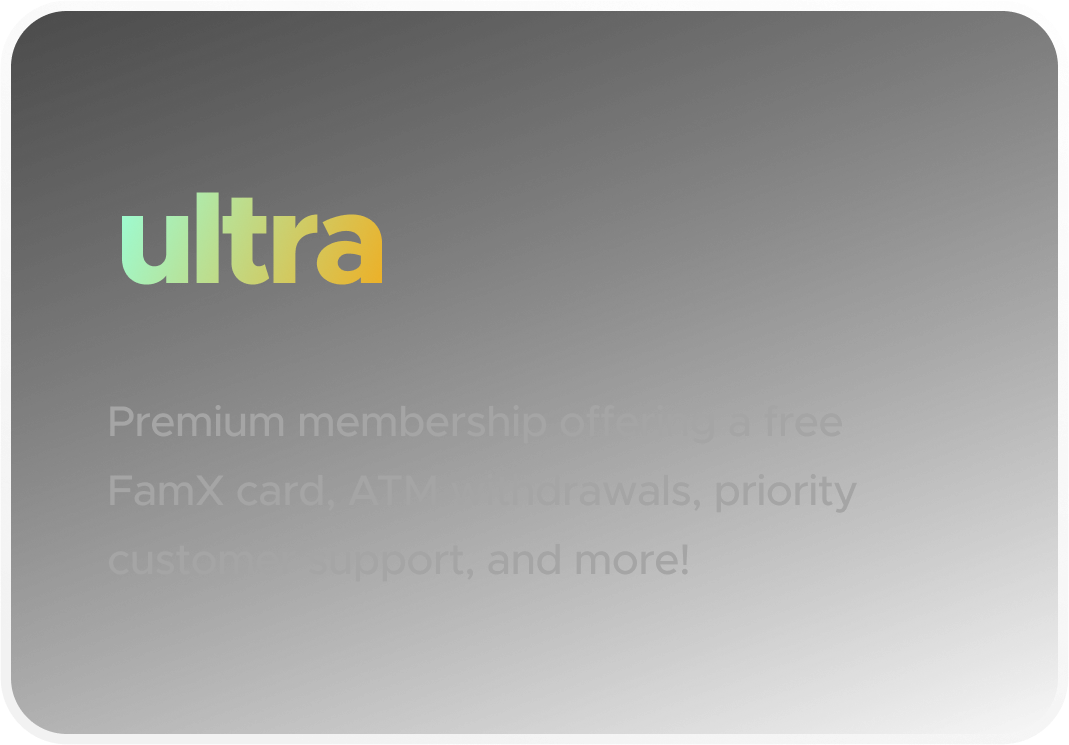 ultra
Premium membership offering a free
FamX card, ATM withdrawals, priority
customer support, and more!